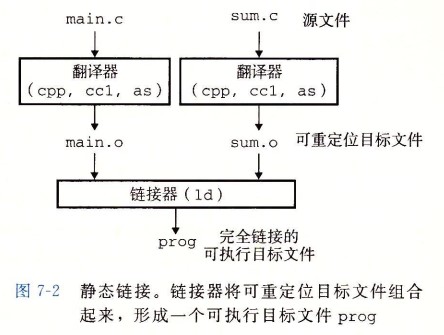 main.c sum.c 源文件
翻译器 翻译器
(cpp, cc1, as) (cpp, cc1, as)
main.o sum.o 可重定位目标文件
链接器(ld)
prog 完全链接的
可执行目标文件
图 7-2 静态链接。链接器将可重定位目标文件组合
起来，形成一个可执行目标文件 prog